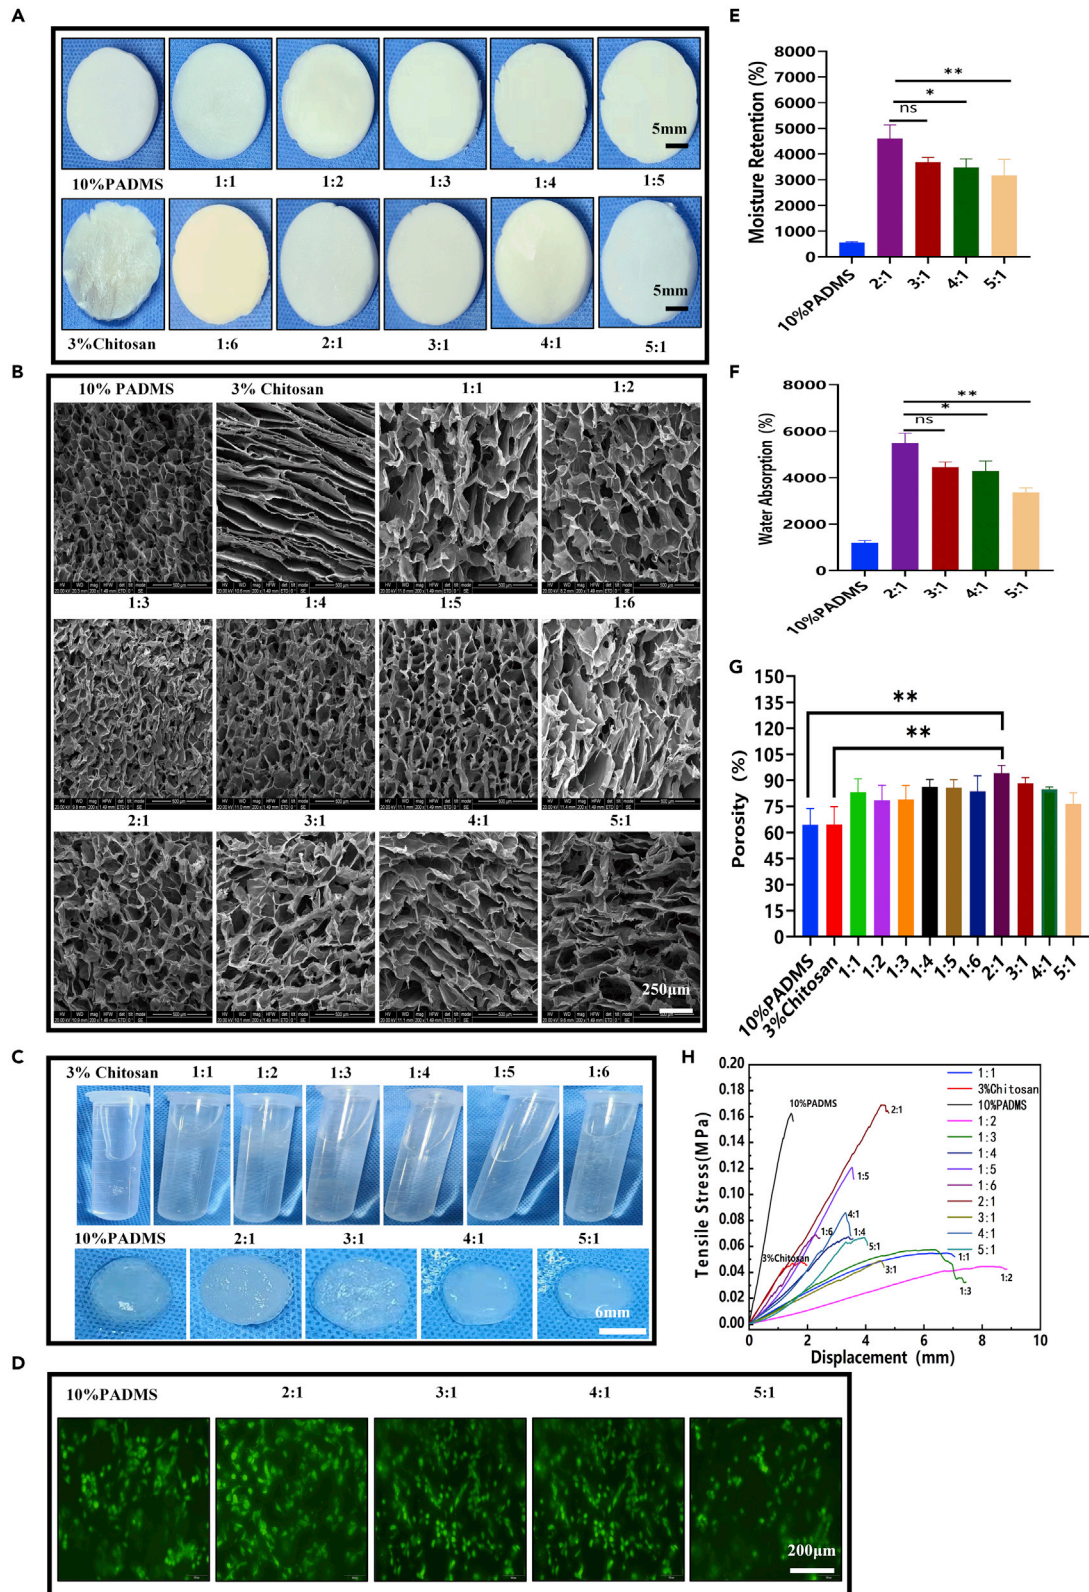 A
10%PADMS 1:1 1:2 1:3 1:4 1:5
5mm
3%Chitosan 1:6 2:1 3:1 4:1 5:1
5mm
B
10% PADMS 3% Chitosan 1:1 1:2
1:3 1:4 1:5 1:6
2:1 3:1 4:1 5:1
250μm
C
3% Chitosan 1:1 1:2 1:3 1:4 1:5 1:6
10%PADMS 2:1 3:1 4:1 5:1
6mm
D
10%PADMS 2:1 3:1 4:1 5:1
200μm
E
Moisture Retention (%)
8000
7000
6000
5000
4000
3000
2000
1000
0
**
*
ns
10%PADMS 2:1 3:1 4:1 5:1
F
Water Absorption (%)
8000
6000
4000
2000
0
**
*
ns
10%PADMS 2:1 3:1 4:1 5:1
G
Porosity (%)
150
135
120
105
90
75
60
45
30
15
0
**
**
10%PADMS 3%Chitosan 1:1 1:2 1:3 1:4 1:5 1:6 2:1 3:1 4:1 5:1
H
Tensile Stress(MPa)
0.20
0.18
0.16
0.14
0.12
0.10
0.08
0.06
0.04
0.02
0.00
10%PADMS
2:1
1:5
4:1
1:6
1:4
5:1
3%Chitosan
3:1
1:1
1:2
1:3
1:1
3%Chitosan
10%PADMS
1:2
1:3
1:4
1:5
1:6
2:1
3:1
4:1
5:1
0 2 4 6 8 10
Displacement (mm)